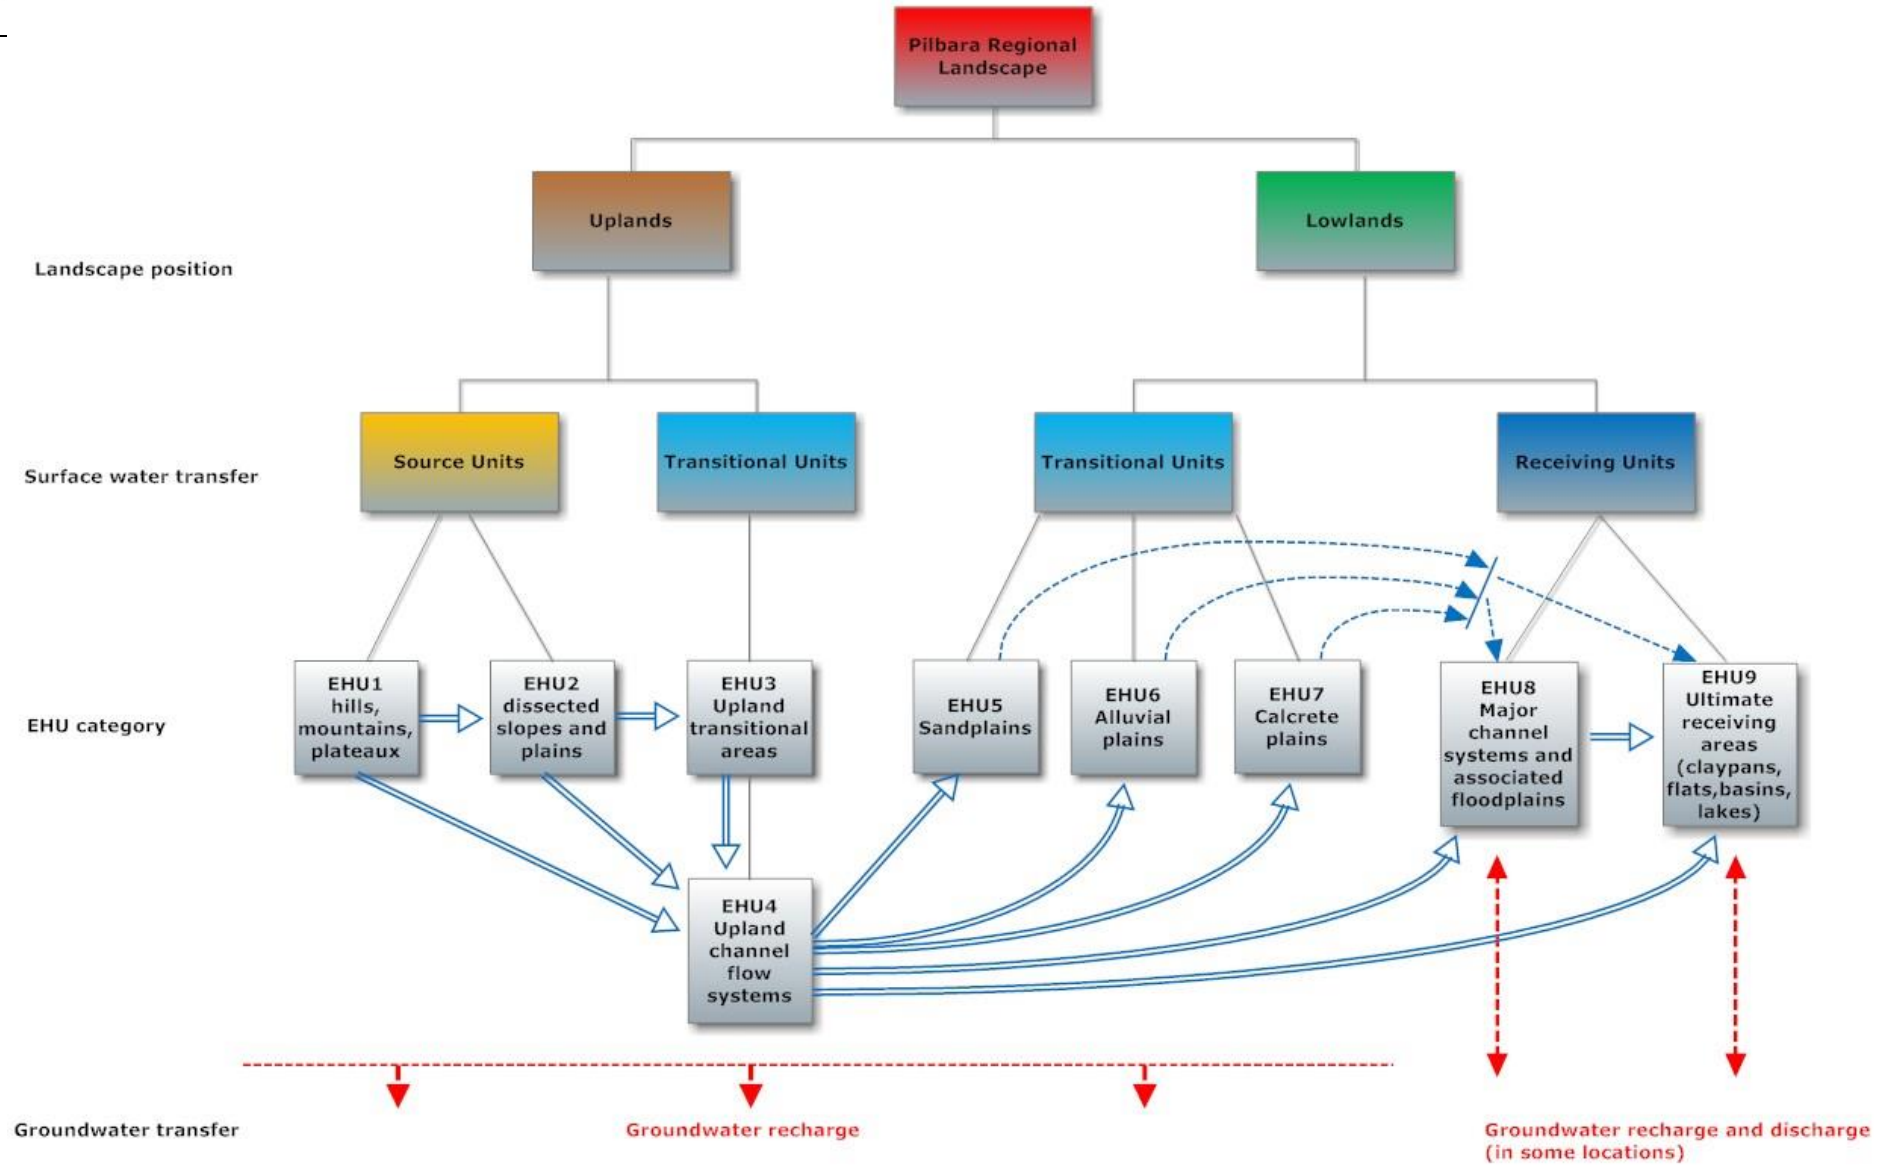 Pilbara Regional
Landscape
Uplands
Lowlands
Landscape position
Source Units
Transitional Units
Transitional Units
Receiving Units
Surface water transfer
EHU1
hills,
mountains,
plateaux
EHU2
dissected
slopes and
plains
EHU3
Upland
transitional
areas
EHU5
Sandplains
EHU6
Alluvial
plains
EHU7
Calcrete
plains
EHU8
Major
channel
systems and
associated
floodplains
EHU9
Ultimate
receiving
areas
(claypans,
flats,basins,
lakes)
EHU category
EHU4
Upland
channel
flow
systems
Groundwater transfer
Groundwater recharge
Groundwater recharge and discharge
(in some locations)